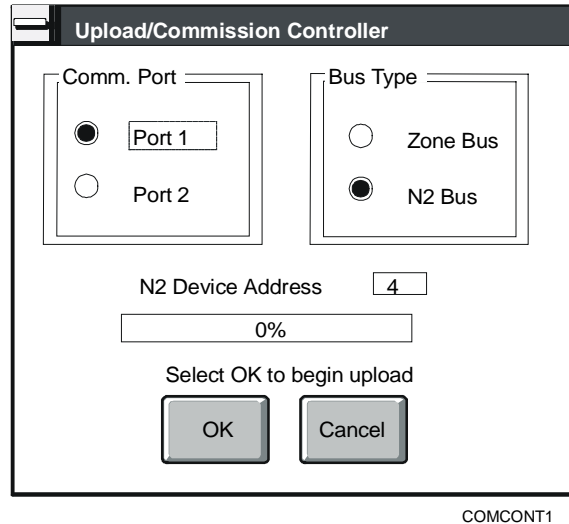 Upload/Commission Controller
Comm. Port
Bus Type
Port 1
Zone Bus
Port 2
N2 Bus
N2 Device Address 4
0%
Select OK to begin upload
OK Cancel
COMCONT1